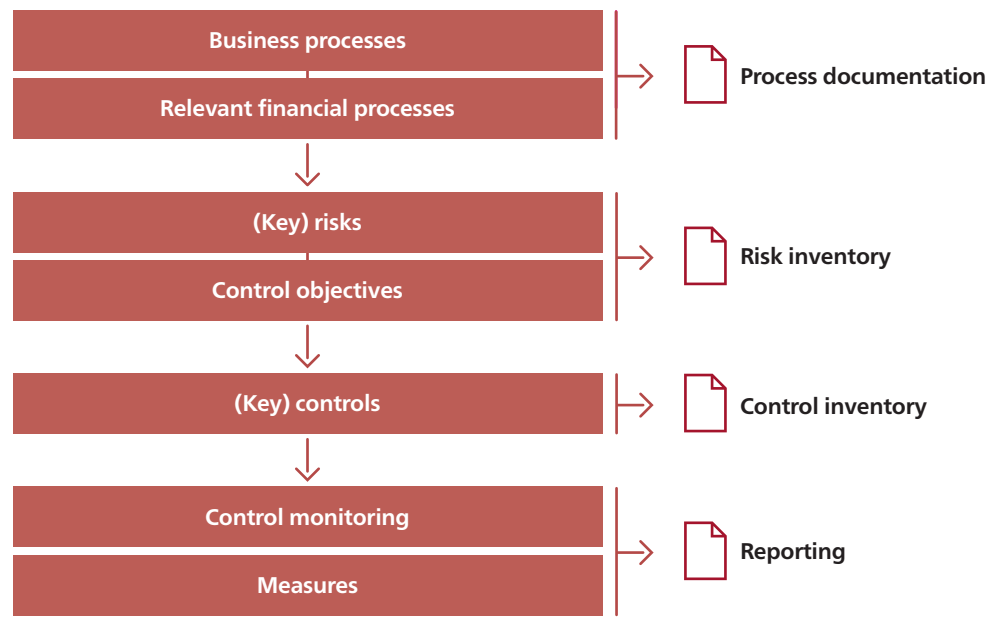 Business processes
Relevant financial processes
Process documentation
(Key) risks
Control objectives
Risk inventory
(Key) controls
Control inventory
Control monitoring
Measures
Reporting